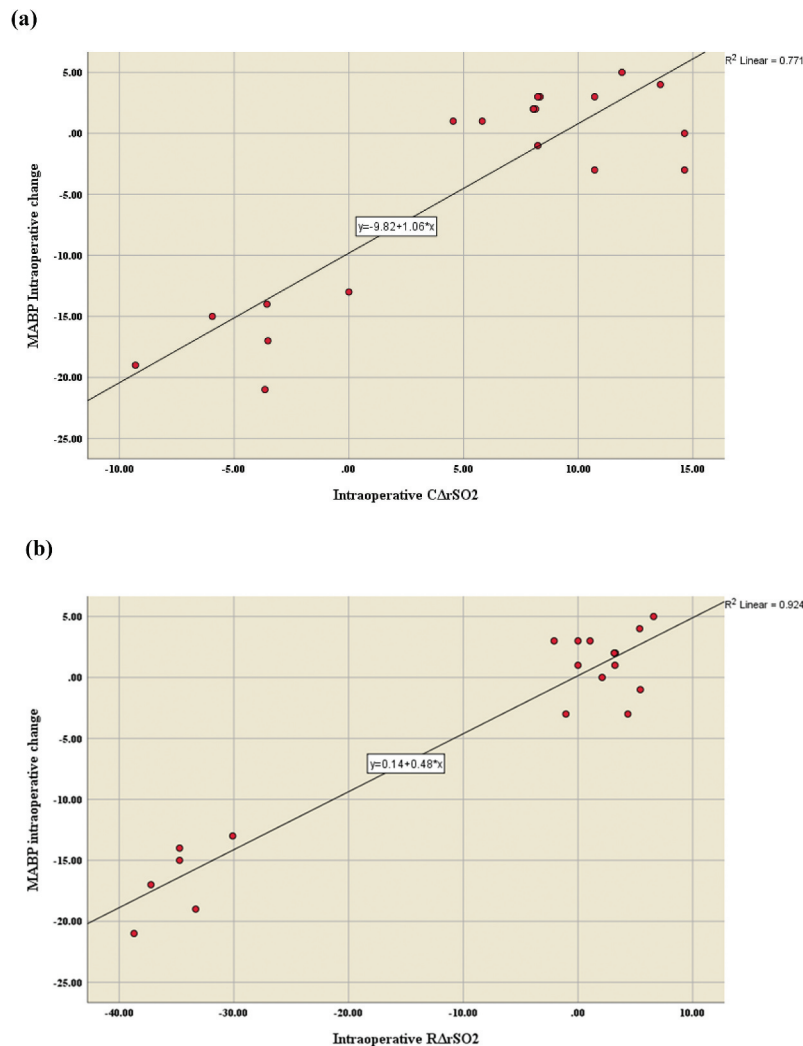 (a)
R2 Linear = 0.771
5.00
.00
-5.00
-10.00
-15.00
-20.00
-25.00
MABP Intraoperative change
y=-9.82+1.06*x
-10.00 -5.00 .00 5.00 10.00 15.00
Intraoperative CΔrSO2
(b)
R2 Linear = 0.924
5.00
.00
-5.00
-10.00
-15.00
-20.00
-25.00
MABP intraoperative change
y=0.14+0.48*x
-40.00 -30.00 -20.00 -10.00 .00 10.00
Intraoperative RΔrSO2